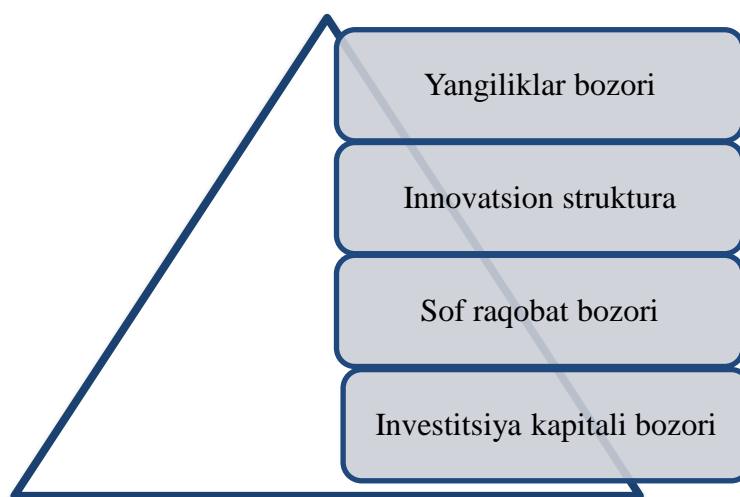 Yangiliklar bozori
Innovatsion struktura
Sof raqobat bozori
Investitsiya kapitali bozori